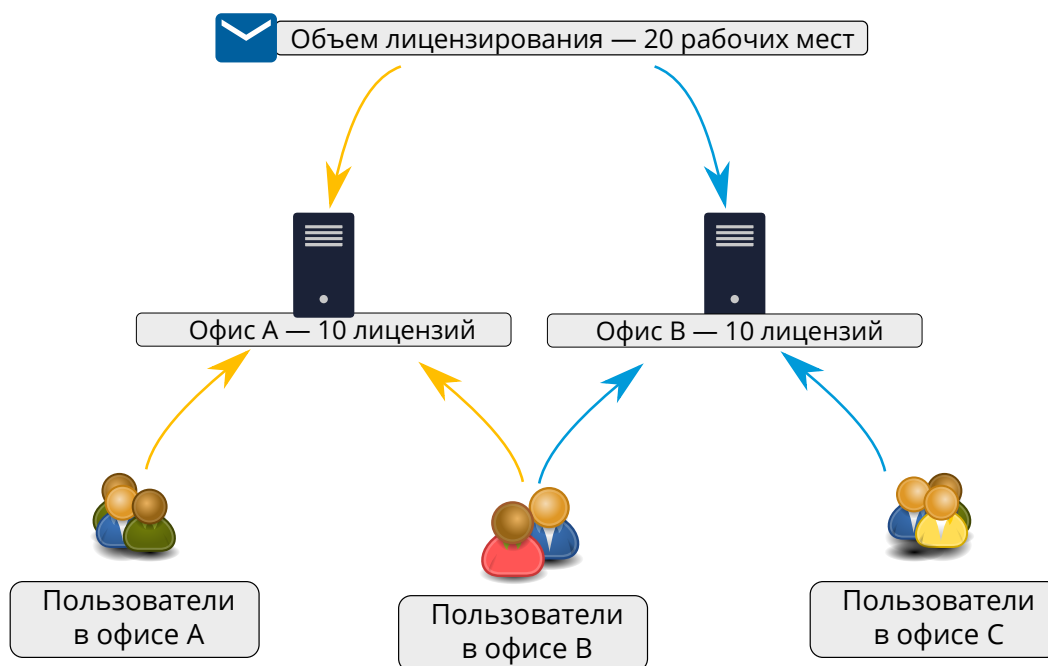 Объем лицензирования — 20 рабочих мест
Офис A — 10 лицензий
Офис B — 10 лицензий
Пользователи
в офисе A
Пользователи
в офисе B
Пользователи
в офисе C